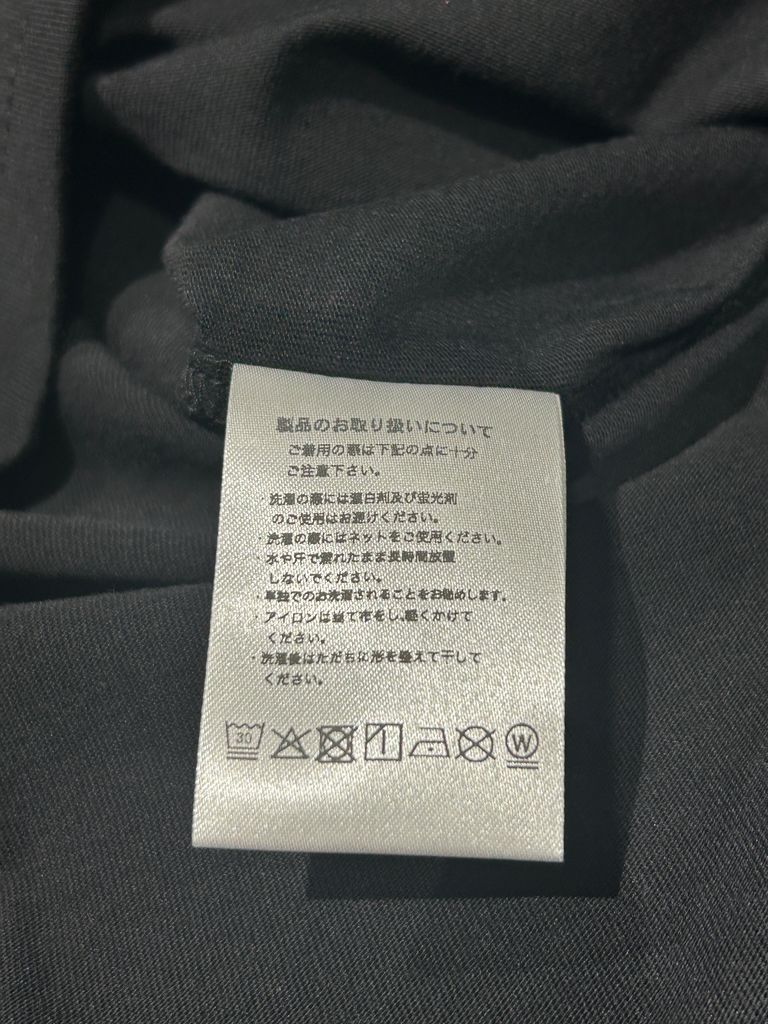 製品のお取り扱いについて
ご着用の際は下記の点に十分
ご注意下さい。
・洗濯の際には漂白剤及び蛍光剤
のご使用はお避けください。
・洗濯の際にはネットをご使用ください。
・水や汗で濡れたまま長時間放置
しないでください。
・単独でのお洗濯されることをお勧めします。
・アイロンは当て布をし、軽くかけて
ください。
・洗濯後はただちに形を整えて干して
ください。
30 W